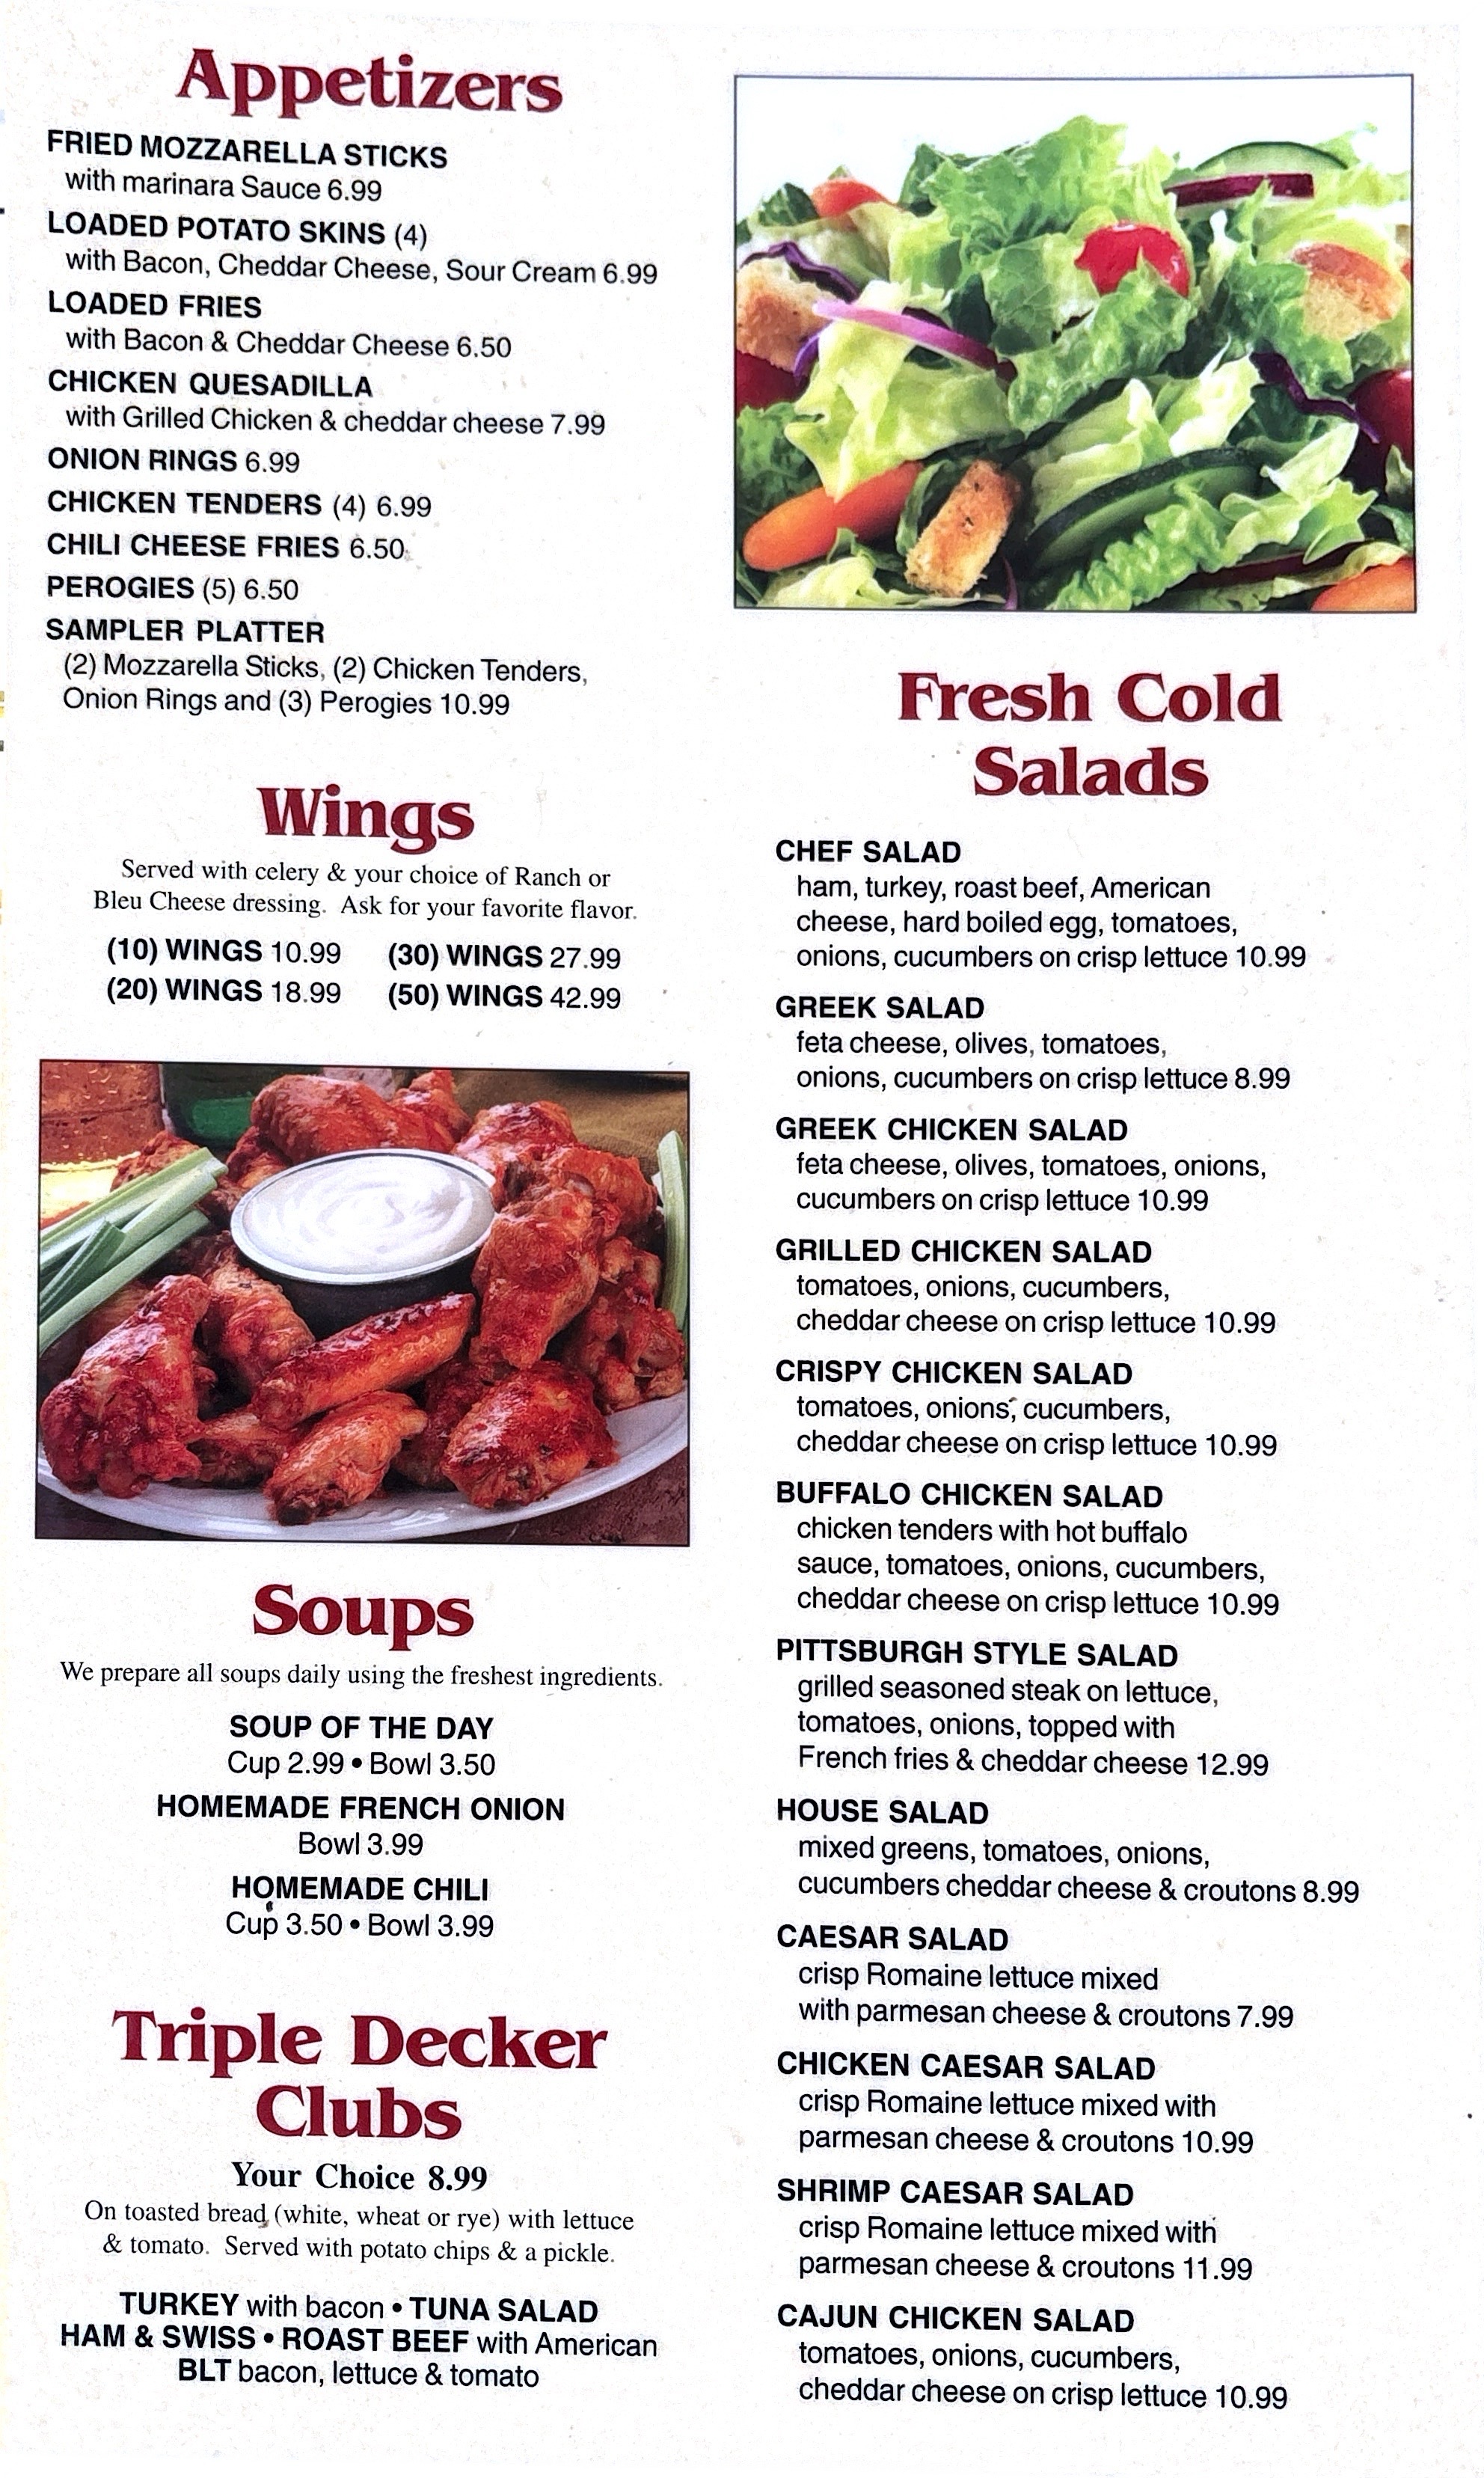 Appetizers
FRIED MOZZARELLA STICKS
with marinara Sauce 6.99
LOADED POTATO SKINS (4)
with Bacon, Cheddar Cheese, Sour Cream 6.99
LOADED FRIES
with Bacon & Cheddar Cheese 6.50
CHICKEN QUESADILLA
with Grilled Chicken & cheddar cheese 7.99
ONION RINGS 6.99
CHICKEN TENDERS (4) 6.99
CHILI CHEESE FRIES 6.50
PEROGIES (5) 6.50
SAMPLER PLATTER
(2) Mozzarella Sticks, (2) Chicken Tenders,
Onion Rings and (3) Perogies 10.99
Wings
Served with celery & your choice of Ranch or
Bleu Cheese dressing. Ask for your favorite flavor.
(10) WINGS 10.99 (30) WINGS 27.99
(20) WINGS 18.99 (50) WINGS 42.99
Soups
We prepare all soups daily using the freshest ingredients.
SOUP OF THE DAY
Cup 2.99 • Bowl 3.50
HOMEMADE FRENCH ONION
Bowl 3.99
HOMEMADE CHILI
Cup 3.50 • Bowl 3.99
Triple Decker
Clubs
Your Choice 8.99
On toasted bread (white, wheat or rye) with lettuce
& tomato. Served with potato chips & a pickle.
TURKEY with bacon • TUNA SALAD
HAM & SWISS • ROAST BEEF with American
BLT bacon, lettuce & tomato
Fresh Cold
Salads
CHEF SALAD
ham, turkey, roast beef, American
cheese, hard boiled egg, tomatoes,
onions, cucumbers on crisp lettuce 10.99
GREEK SALAD
feta cheese, olives, tomatoes,
onions, cucumbers on crisp lettuce 8.99
GREEK CHICKEN SALAD
feta cheese, olives, tomatoes, onions,
cucumbers on crisp lettuce 10.99
GRILLED CHICKEN SALAD
tomatoes, onions, cucumbers,
cheddar cheese on crisp lettuce 10.99
CRISPY CHICKEN SALAD
tomatoes, onions, cucumbers,
cheddar cheese on crisp lettuce 10.99
BUFFALO CHICKEN SALAD
chicken tenders with hot buffalo
sauce, tomatoes, onions, cucumbers,
cheddar cheese on crisp lettuce 10.99
PITTSBURGH STYLE SALAD
grilled seasoned steak on lettuce,
tomatoes, onions, topped with
French fries & cheddar cheese 12.99
HOUSE SALAD
mixed greens, tomatoes, onions,
cucumbers cheddar cheese & croutons 8.99
CAESAR SALAD
crisp Romaine lettuce mixed
with parmesan cheese & croutons 7.99
CHICKEN CAESAR SALAD
crisp Romaine lettuce mixed with
parmesan cheese & croutons 10.99
SHRIMP CAESAR SALAD
crisp Romaine lettuce mixed with
parmesan cheese & croutons 11.99
CAJUN CHICKEN SALAD
tomatoes, onions, cucumbers,
cheddar cheese on crisp lettuce 10.99